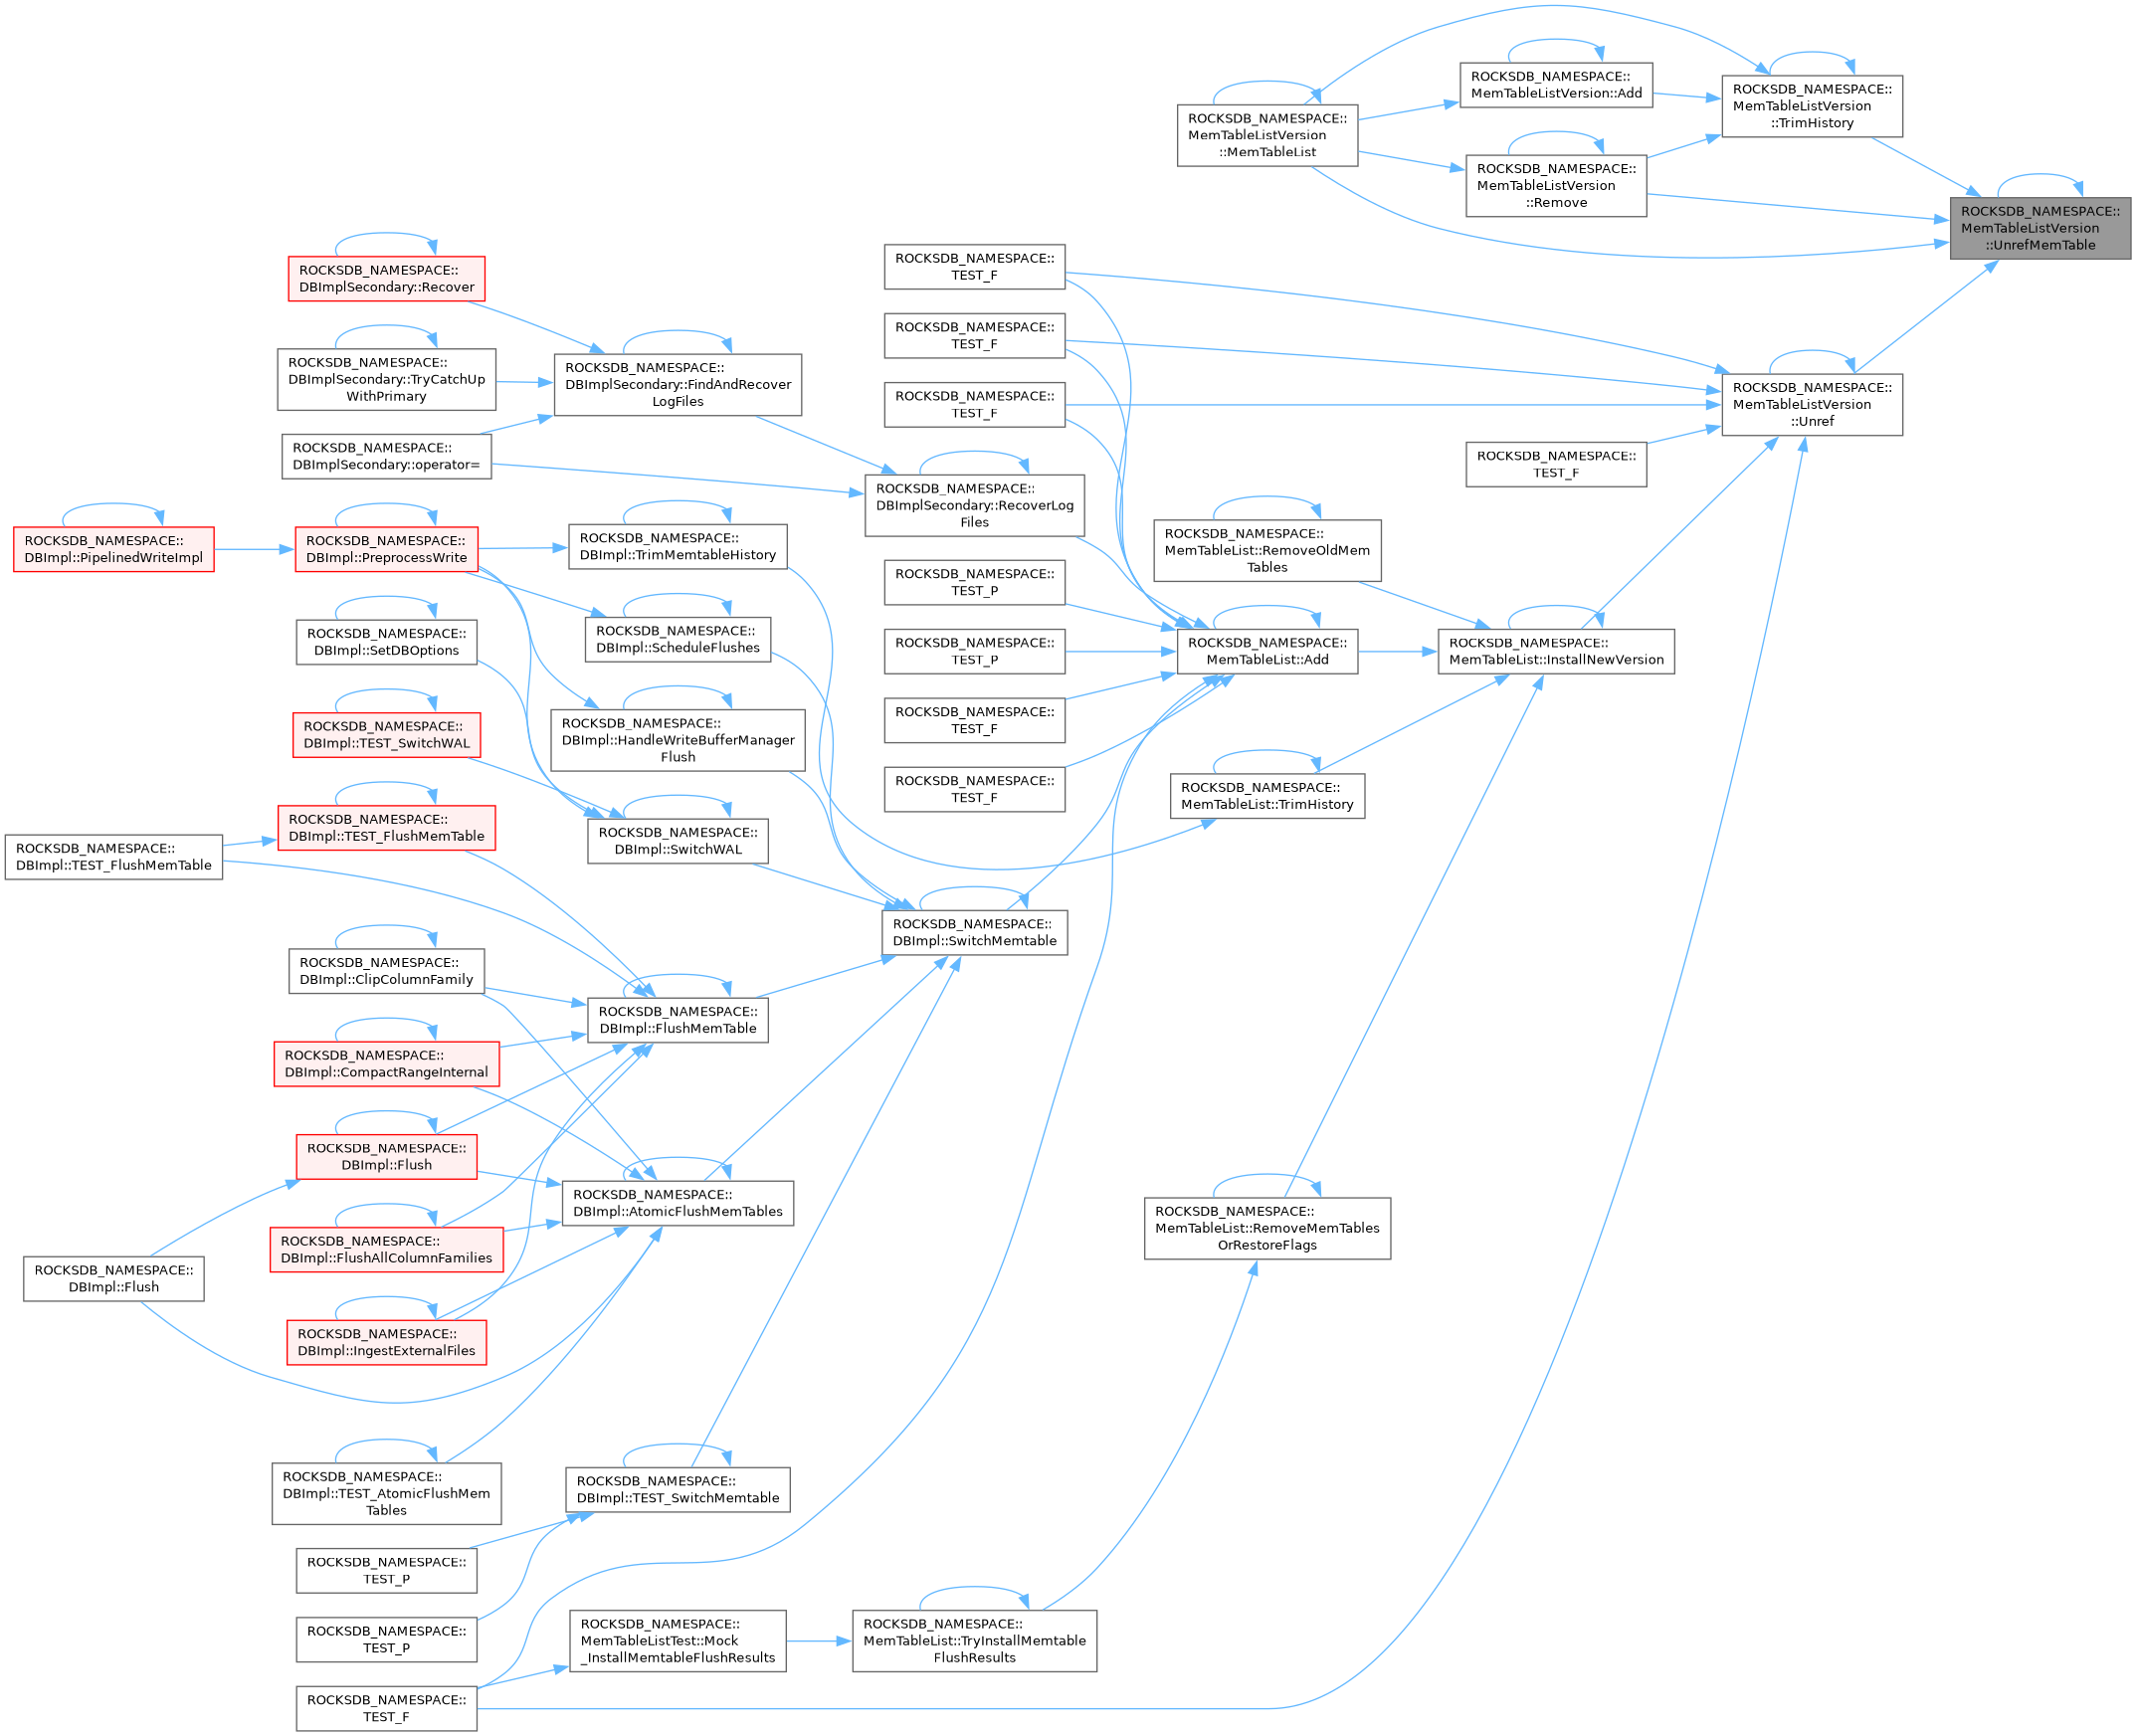 ROCKSDB_NAMESPACE::
MemTableListVersion::Add
ROCKSDB_NAMESPACE::
MemTableListVersion
::TrimHistory
ROCKSDB_NAMESPACE::
MemTableListVersion
::MemTableList
ROCKSDB_NAMESPACE::
MemTableListVersion
::Remove
ROCKSDB_NAMESPACE::
MemTableListVersion
::UnrefMemTable
ROCKSDB_NAMESPACE::
TEST_F
ROCKSDB_NAMESPACE::
DBImplSecondary::Recover
ROCKSDB_NAMESPACE::
TEST_F
ROCKSDB_NAMESPACE::
DBImplSecondary::TryCatchUp
WithPrimary
ROCKSDB_NAMESPACE::
DBImplSecondary::FindAndRecover
LogFiles
ROCKSDB_NAMESPACE::
TEST_F
ROCKSDB_NAMESPACE::
MemTableListVersion
::Unref
ROCKSDB_NAMESPACE::
DBImplSecondary::operator=
ROCKSDB_NAMESPACE::
TEST_F
ROCKSDB_NAMESPACE::
DBImplSecondary::RecoverLog
Files
ROCKSDB_NAMESPACE::
DBImpl::PipelinedWriteImpl
ROCKSDB_NAMESPACE::
DBImpl::PreprocessWrite
ROCKSDB_NAMESPACE::
DBImpl::TrimMemtableHistory
ROCKSDB_NAMESPACE::
MemTableList::RemoveOldMem
Tables
ROCKSDB_NAMESPACE::
TEST_P
ROCKSDB_NAMESPACE::
DBImpl::SetDBOptions
ROCKSDB_NAMESPACE::
DBImpl::ScheduleFlushes
ROCKSDB_NAMESPACE::
TEST_P
ROCKSDB_NAMESPACE::
MemTableList::Add
ROCKSDB_NAMESPACE::
MemTableList::InstallNewVersion
ROCKSDB_NAMESPACE::
DBImpl::TEST_SwitchWAL
ROCKSDB_NAMESPACE::
DBImpl::HandleWriteBufferManager
Flush
ROCKSDB_NAMESPACE::
TEST_F
ROCKSDB_NAMESPACE::
TEST_F
ROCKSDB_NAMESPACE::
MemTableList::TrimHistory
ROCKSDB_NAMESPACE::
DBImpl::TEST_FlushMemTable
ROCKSDB_NAMESPACE::
DBImpl::TEST_FlushMemTable
ROCKSDB_NAMESPACE::
DBImpl::SwitchWAL
ROCKSDB_NAMESPACE::
DBImpl::SwitchMemtable
ROCKSDB_NAMESPACE::
DBImpl::ClipColumnFamily
ROCKSDB_NAMESPACE::
DBImpl::FlushMemTable
ROCKSDB_NAMESPACE::
DBImpl::CompactRangeInternal
ROCKSDB_NAMESPACE::
DBImpl::Flush
ROCKSDB_NAMESPACE::
DBImpl::AtomicFlushMemTables
ROCKSDB_NAMESPACE::
MemTableList::RemoveMemTables
OrRestoreFlags
ROCKSDB_NAMESPACE::
DBImpl::FlushAllColumnFamilies
ROCKSDB_NAMESPACE::
DBImpl::Flush
ROCKSDB_NAMESPACE::
DBImpl::IngestExternalFiles
ROCKSDB_NAMESPACE::
DBImpl::TEST_AtomicFlushMem
Tables
ROCKSDB_NAMESPACE::
DBImpl::TEST_SwitchMemtable
ROCKSDB_NAMESPACE::
TEST_P
ROCKSDB_NAMESPACE::
TEST_P
ROCKSDB_NAMESPACE::
MemTableListTest::Mock
_InstallMemtableFlushResults
ROCKSDB_NAMESPACE::
MemTableList::TryInstallMemtable
FlushResults
ROCKSDB_NAMESPACE::
TEST_F